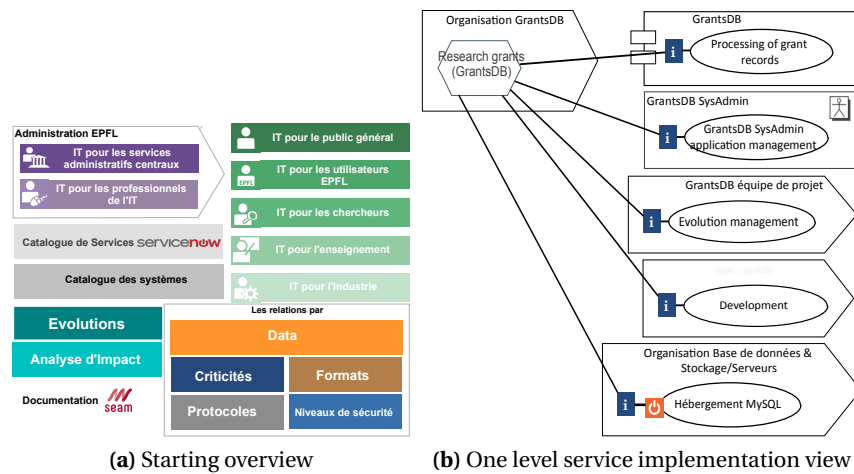 Administration EPFL
IT pour les services
administratifs centraux
IT pour les professionnels
de l'IT
Catalogue de Services servicenow
Catalogue des systèmes
IT pour le public général
EPFL
IT pour les utilisateurs
EPFL
IT pour les chercheurs
IT pour l'enseignement
IT pour l'Industrie
Evolutions
Analyse d'Impact
Documentation seam
Les relations par
Data
Criticités
Formats
Protocoles
Niveaux de sécurité
(a) Starting overview
Organisation GrantsDB
Research grants
(GrantsDB)
GrantsDB
i
Processing of grant
records
GrantsDB SysAdmin
i
GrantsDB SysAdmin
application management
GrantsDB équipe de projet
i
Evolution management
i
Development
Organisation Base de données &
Stockage/Serveurs
i
Hébergement MySQL
(b) One level service implementation view